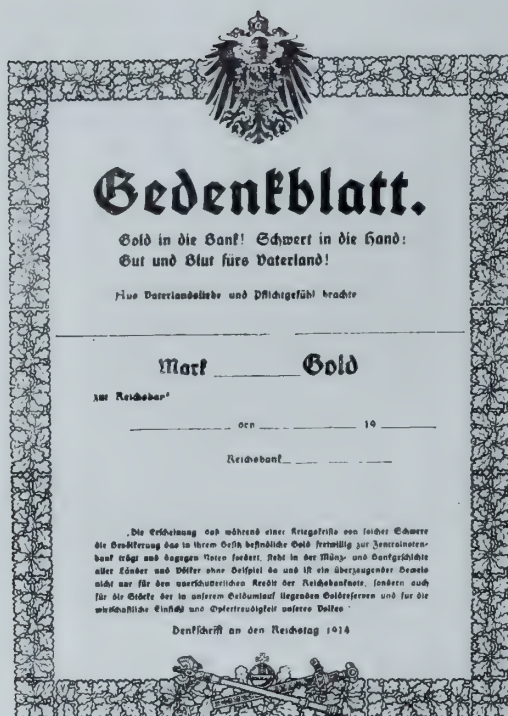 Gedenkblatt.
Gold in die Bank! Schwert in die Hand:
Gut und Blut fürs Vaterland!
Aus Vaterlandsliebe und Pflichtgefühl brachte
Mark Gold
zur Reichsbank
den 19
Reichsbank
„Die Erscheinung daß während einer Kriegskrisis von solcher Schwere
die Bevölkerung das in ihrem Besitz befindliche Gold freiwillig zur Zentralnoten-
bank trägt und dagegen Noten fordert, steht in der Münz- und Bankgeschichte
aller Länder und Völker ohne Beispiel da und ist ein überzeugender Beweis
nicht nur für den unerschütterlichen Kredit der Reichsbanknote, sondern auch
für die Stärke der in unserem Geldumlauf liegenden Goldreserven und für die
wirtschaftliche Einsicht und Opferfreudigkeit unseres Volkes
Denkschrift an den Reichstag 1914